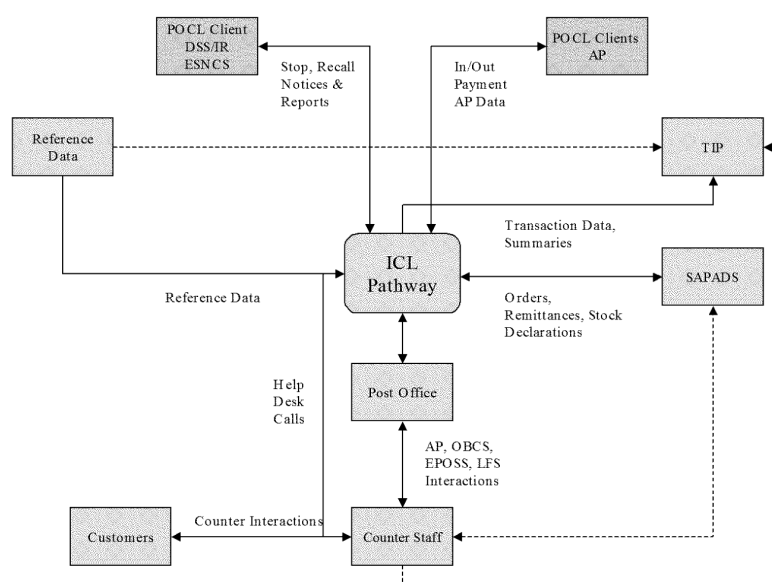 POCL Client
DSS/IR
ESNCS
POCL Clients
AP
Stop, Recall
Notices &
Reports
In/Out
Payment
AP Data
Reference
Data
TIP
Transaction Data,
Summaries
ICL
Pathway
SAPADS
Reference Data
Orders,
Remittances, Stock
Declarations
Help
Desk
Calls
Post Office
AP, OBCS,
EPOSS, LFS
Interactions
Customers
Counter Interactions
Counter Staff